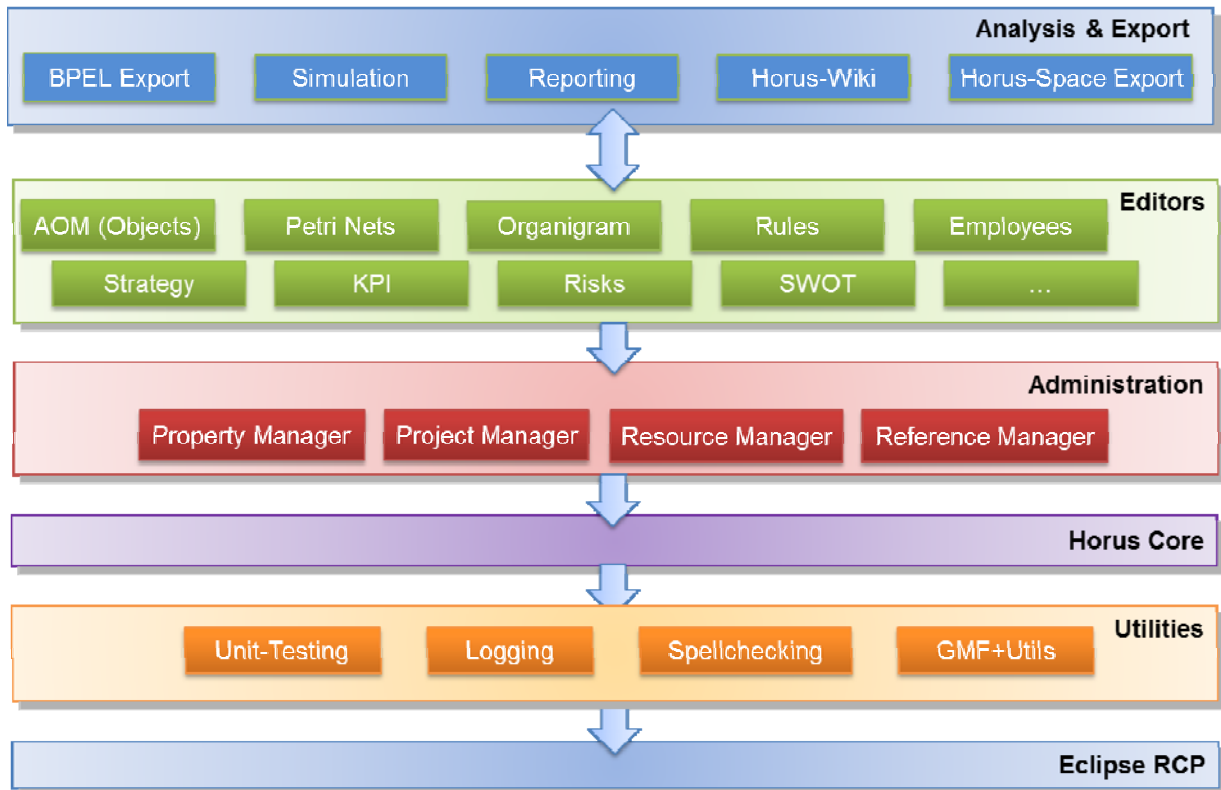 Analysis & Export
BPEL Export
Simulation
Reporting
Horus-Wiki
Horus-Space Export
Editors
AOM (Objects)
Petri Nets
Organigram
Rules
Employees
Strategy
KPI
Risks
SWOT
...
Administration
Property Manager
Project Manager
Resource Manager
Reference Manager
Horus Core
Utilities
Unit-Testing
Logging
Spellchecking
GMF+Utils
Eclipse RCP